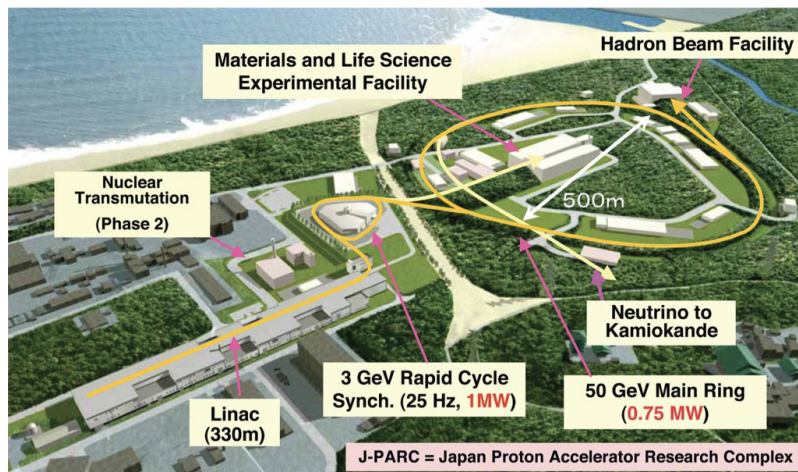 Hadron Beam Facility
Materials and Life Science
Experimental Facility
Nuclear
Transmutation
(Phase 2)
500m
Neutrino to
Kamiokande
3 GeV Rapid Cycle
Synch. (25 Hz, 1MW)
50 GeV Main Ring
(0.75 MW)
Linac
(330m)
J-PARC = Japan Proton Accelerator Research Complex